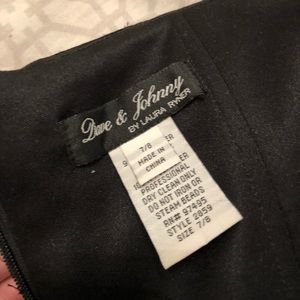 Dave & Johnny
BY LAURA RYNER
7/8
MADE IN
CHINA
PROFESSIONAL
DRY CLEAN ONLY
DO NOT IRON OR
STEAM BEADS
RN# 97495
STYLE 2859
SIZE 7/8